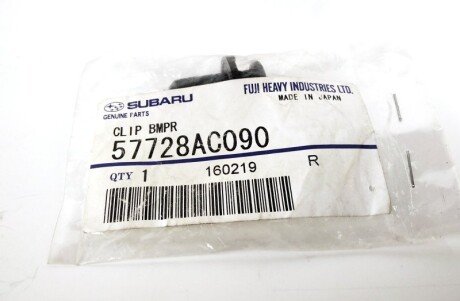 SUBARU
GENUINE PARTS
FUJI HEAVY INDUSTRIES LTD.
MADE IN JAPAN
CLIP BMPR
57728AC090
QTY 1
160219 R